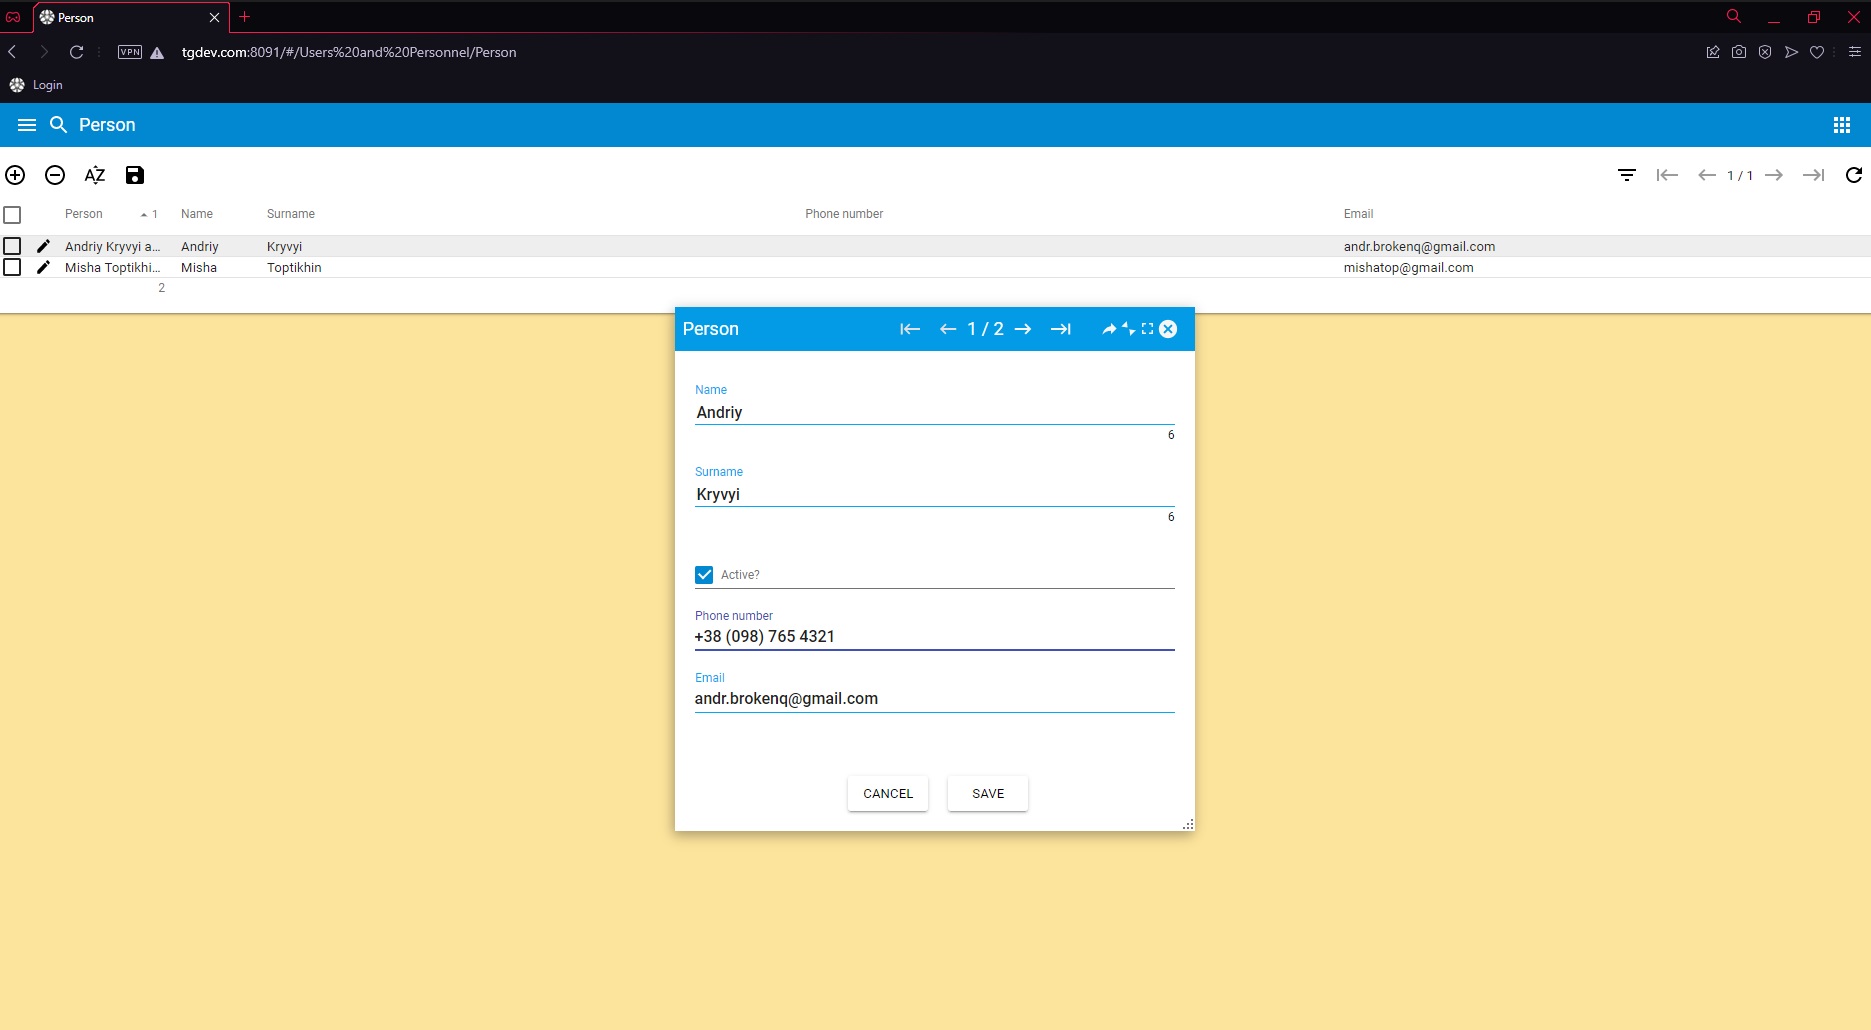 Person
VPN
tgdev.com:8091/#/Users%20and%20Personnel/Person
Login
Person
AZ
1 / 1
Person 1 Name Surname Phone number Email
Andriy Kryvyi a... Andriy Kryvyi andr.brokenq@gmail.com
Misha Toptikhi... Misha Toptikhin mishatop@gmail.com
2
Person 1 / 2
Name
Andriy
6
Surname
Kryvyi
6
Active?
Phone number
+38 (098) 765 4321
Email
andr.brokenq@gmail.com
CANCEL SAVE